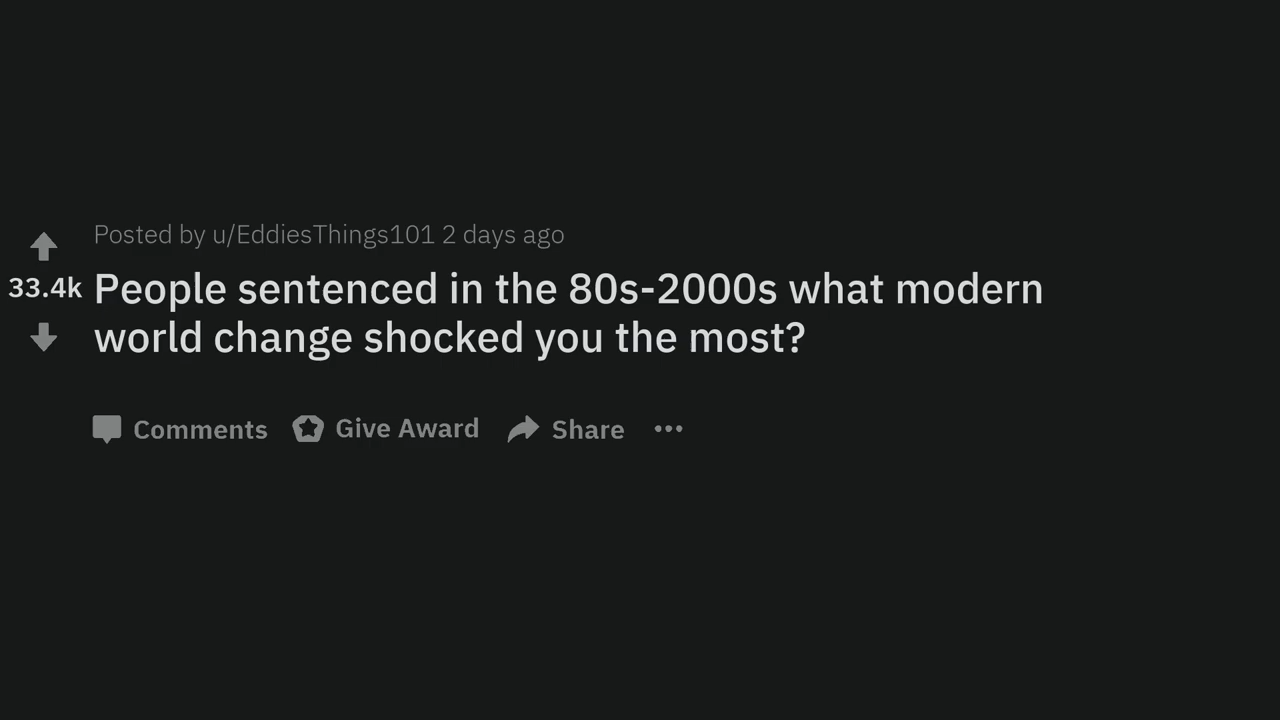 Posted by u/EddiesThings101 2 days ago
33.4k People sentenced in the 80s-2000s what modern
world change shocked you the most?
Comments Give Award Share